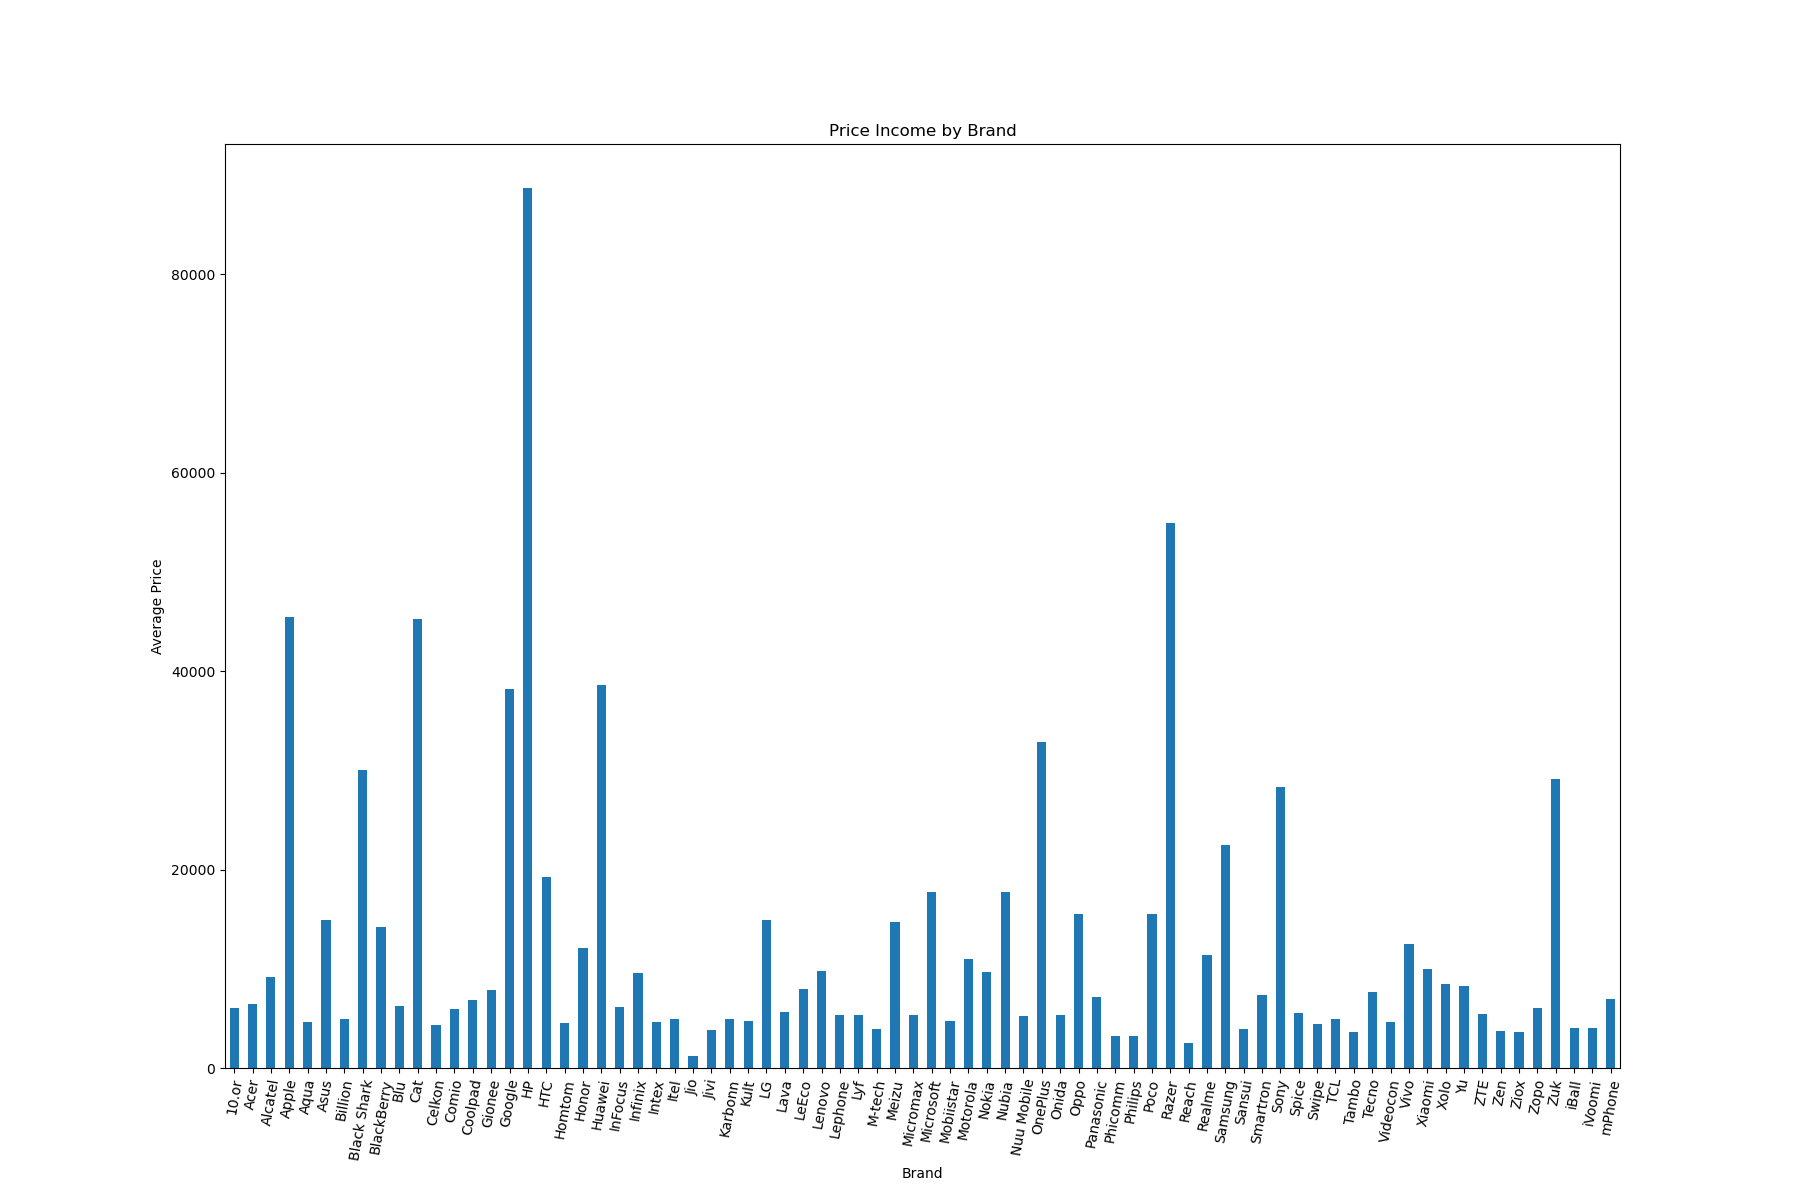 Price Income by Brand
Average Price
80000
60000
40000
20000
0
10.or
Acer
Alcatel
Apple
Aqua
Asus
Billion
Black Shark
BlackBerry
Blu
Cat
Celkon
Comio
Coolpad
Gionee
Google
HP
HTC
Homtom
Honor
Huawei
InFocus
Infinix
Intex
Itel
Jio
Jivi
Karbonn
Kult
LG
Lava
LeEco
Lenovo
Lephone
Lyf
M-tech
Meizu
Micromax
Microsoft
Mobiistar
Motorola
Nokia
Nubia
Nuu Mobile
OnePlus
Onida
Oppo
Panasonic
Phicomm
Philips
Poco
Razer
Reach
Realme
Samsung
Sansui
Smartron
Sony
Spice
Swipe
TCL
Tambo
Tecno
Videocon
Vivo
Xiaomi
Xolo
Yu
ZTE
Zen
Ziox
Zopo
Zuk
iBall
iVoomi
mPhone
Brand